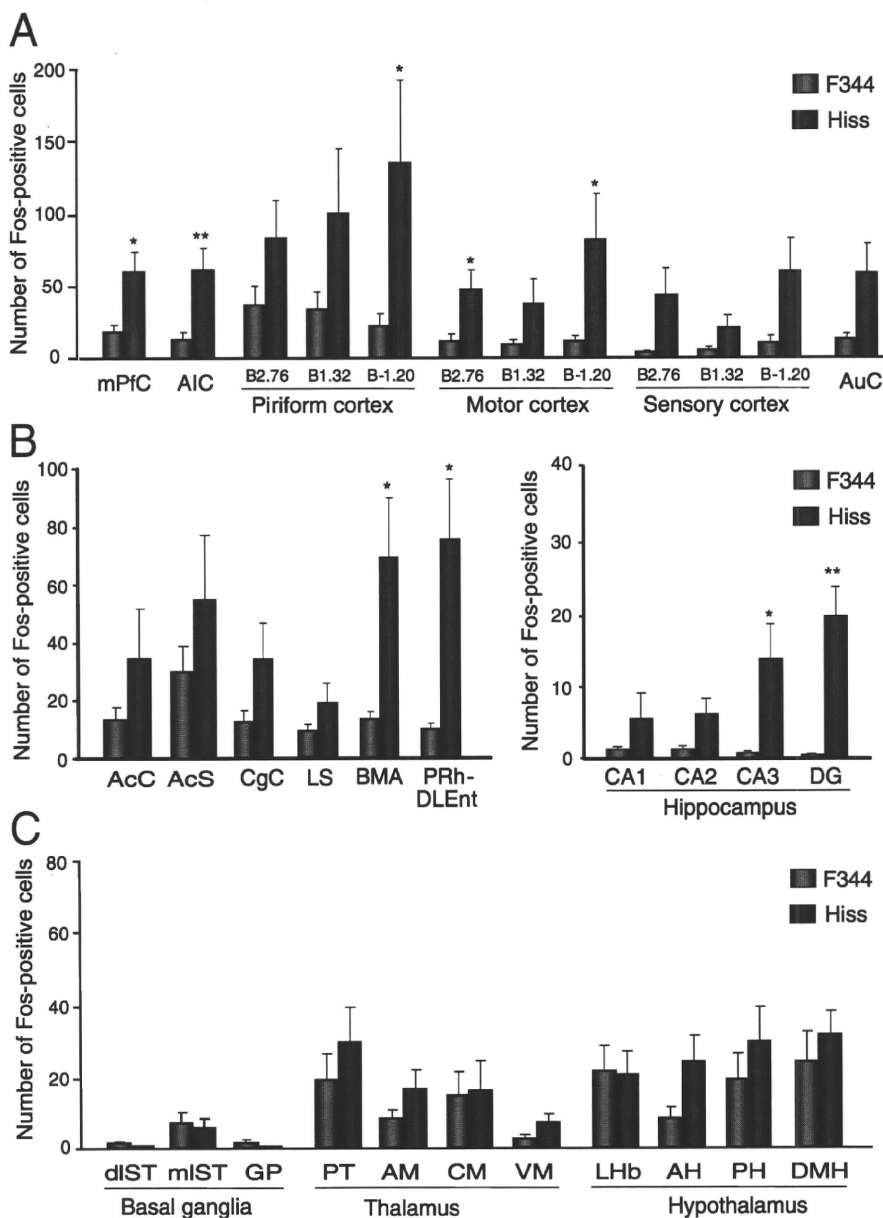 A
Number of Fos-positive cells
200
150
100
50
0
F344
Hiss
* ** * * *
mPfC AIC B2.76 B1.32 B-1.20 B2.76 B1.32 B-1.20 B2.76 B1.32 B-1.20 AuC
Piriform cortex Motor cortex Sensory cortex
B
Number of Fos-positive cells
100
80
60
40
20
0
* *
AcC AcS CgC LS BMA PRh-
DLEnt
Number of Fos-positive cells
40
30
20
10
0
F344
Hiss
* **
CA1 CA2 CA3 DG
Hippocampus
C
Number of Fos-positive cells
80
60
40
20
0
F344
Hiss
dlST mlST GP PT AM CM VM LHb AH PH DMH
Basal ganglia Thalamus Hypothalamus